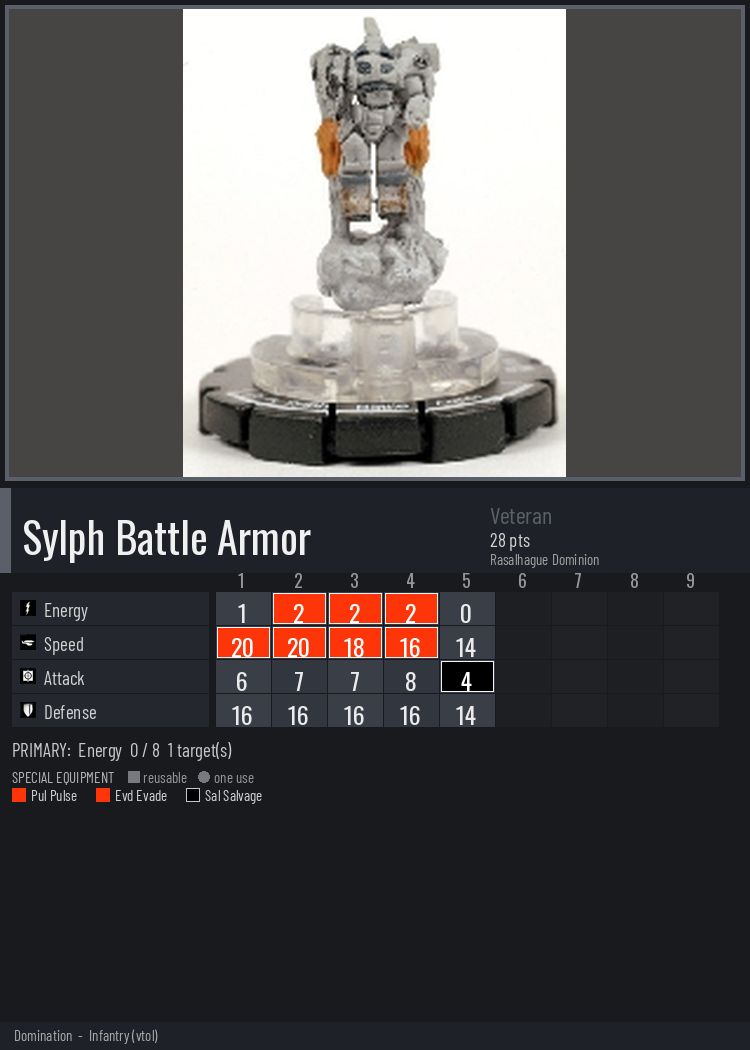 Sylph Battle Armor
Veteran
28 pts
Rasalhague Dominion
1 2 3 4 5 6 7 8 9
Energy 1 2 2 2 0
Speed 20 20 18 16 14
Attack 6 7 7 8 4
Defense 16 16 16 16 14
PRIMARY: Energy 0 / 8 1 target(s)
SPECIAL EQUIPMENT reusable one use
Pul Pulse Evd Evade Sal Salvage
Domination - Infantry (vtol)